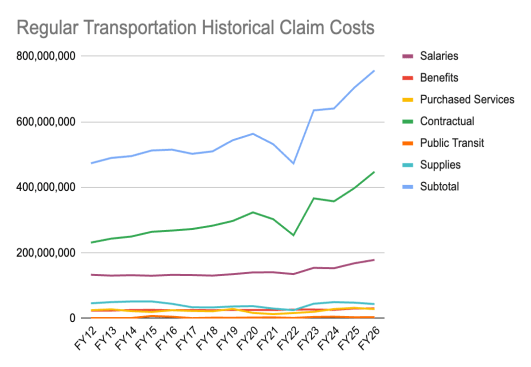 Regular Transportation Historical Claim Costs
800,000,000
600,000,000
400,000,000
200,000,000
0
FY12
FY13
FY14
FY15
FY16
FY17
FY18
FY19
FY20
FY21
FY22
FY23
FY24
FY25
FY26
Salaries
Benefits
Purchased Services
Contractual
Public Transit
Supplies
Subtotal